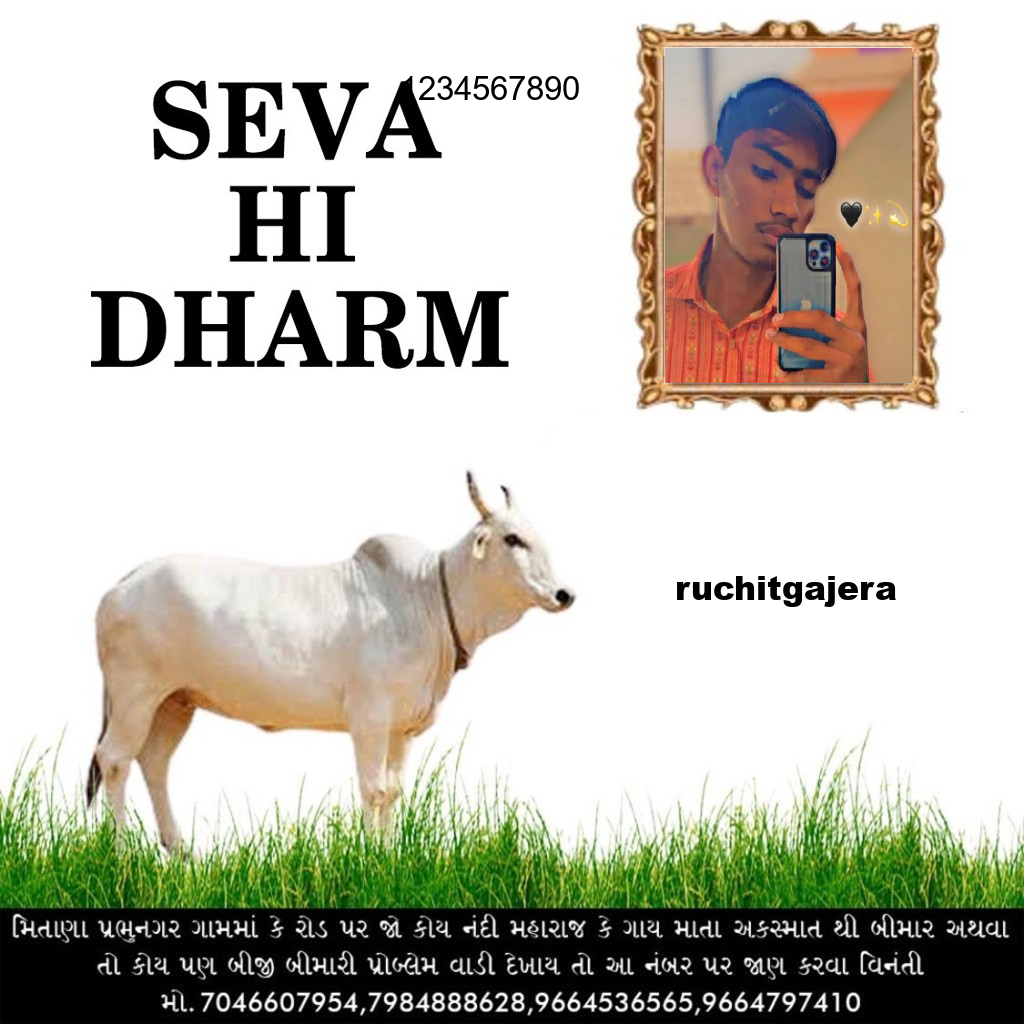 1234567890
SEVA
HI
DHARM
ruchitgajera
મિતાણા પ્રભુનગર ગામમાં કે રોડ પર જો કોય નંદી મહારાજ કે ગાય માતા અકસ્માત થી બીમાર અથવા
તો કોય પણ બીજી બીમારી પ્રોબ્લેમ વાડી દેખાય તો આ નંબર પર જાણ કરવા વિનંતી
મો. 7046607954,7984888628,9664536565,9664797410